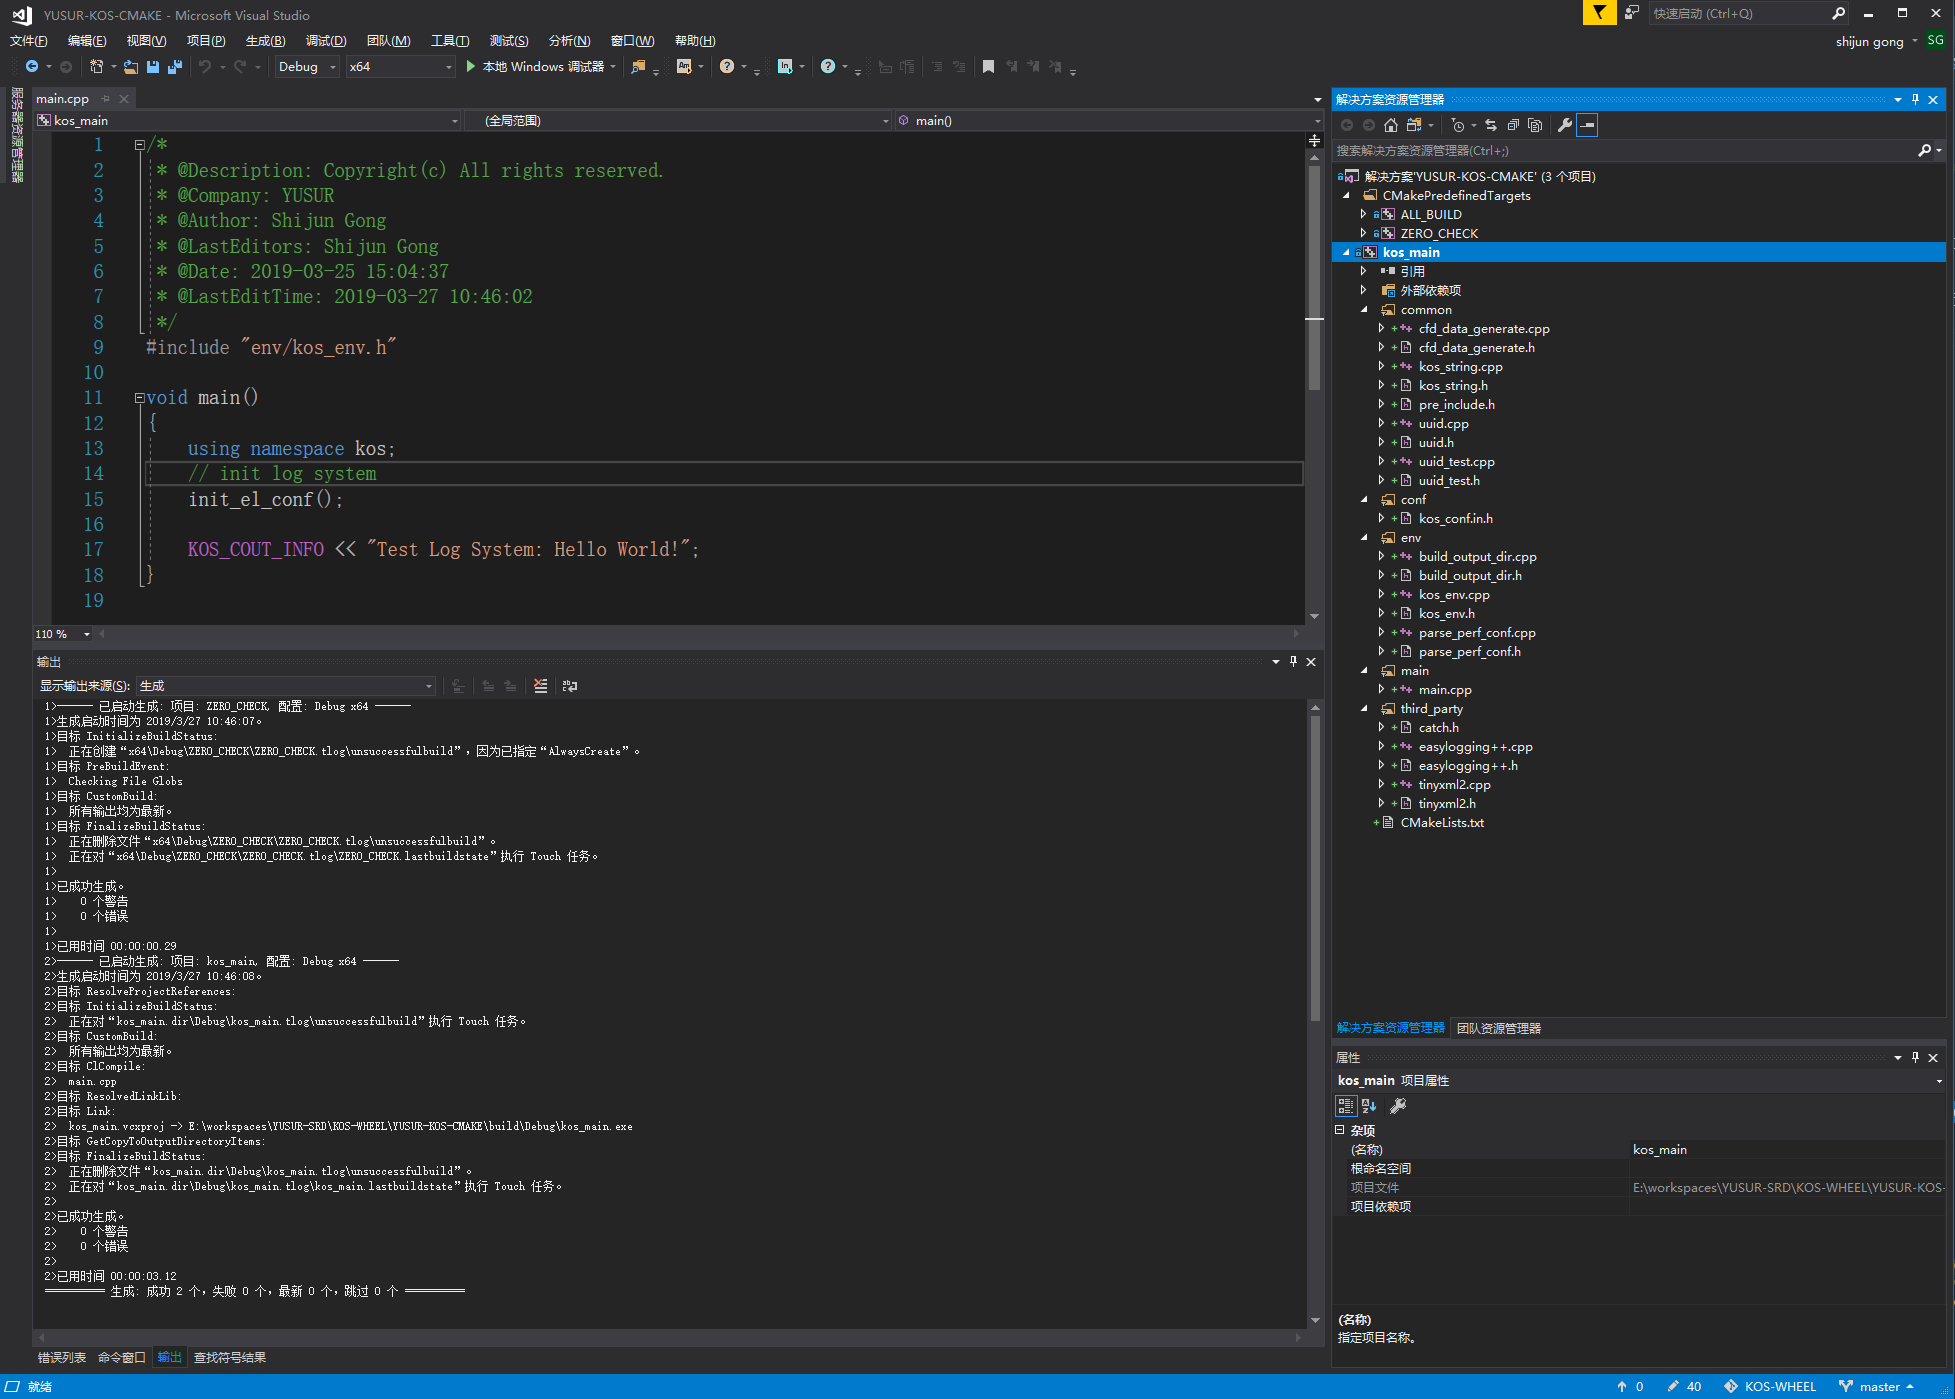 YUSUR-KOS-CMAKE - Microsoft Visual Studio
快速启动 (Ctrl+Q)
文件(F) 编辑(E) 视图(V) 项目(P) 生成(B) 调试(D) 团队(M) 工具(T) 测试(S) 分析(N) 窗口(W) 帮助(H)
shijun gong SG
Debug x64 本地 Windows 调试器
服务器资源管理器
main.cpp
kos_main (全局范围) main()
1 /*
2 * @Description: Copyright(c) All rights reserved.
3 * @Company: YUSUR
4 * @Author: Shijun Gong
5 * @LastEditors: Shijun Gong
6 * @Date: 2019-03-25 15:04:37
7 * @LastEditTime: 2019-03-27 10:46:02
8 */
9 #include "env/kos_env.h"
10
11 void main()
12 {
13 using namespace kos;
14 // init log system
15 init_el_conf();
16
17 KOS_COUT_INFO << "Test Log System: Hello World!";
18 }
19
110 %
输出
显示输出来源(S): 生成
1>------ 已启动生成: 项目: ZERO_CHECK, 配置: Debug x64 ------
1>生成启动时间为 2019/3/27 10:46:07。
1>目标 InitializeBuildStatus:
1> 正在创建“x64\Debug\ZERO_CHECK\ZERO_CHECK.tlog\unsuccessfulbuild”，因为已指定“AlwaysCreate”。
1>目标 PreBuildEvent:
1> Checking File Globs
1>目标 CustomBuild:
1> 所有输出均为最新。
1>目标 FinalizeBuildStatus:
1> 正在删除文件“x64\Debug\ZERO_CHECK\ZERO_CHECK.tlog\unsuccessfulbuild”。
1> 正在对“x64\Debug\ZERO_CHECK\ZERO_CHECK.tlog\ZERO_CHECK.lastbuildstate”执行 Touch 任务。
1>
1>已成功生成。
1> 0 个警告
1> 0 个错误
1>
1>已用时间 00:00:00.29
2>------ 已启动生成: 项目: kos_main, 配置: Debug x64 ------
2>生成启动时间为 2019/3/27 10:46:08。
2>目标 ResolveProjectReferences:
2>目标 InitializeBuildStatus:
2> 正在对“kos_main.dir\Debug\kos_main.tlog\unsuccessfulbuild”执行 Touch 任务。
2>目标 CustomBuild:
2> 所有输出均为最新。
2>目标 ClCompile:
2> main.cpp
2>目标 ResolvedLinkLib:
2>目标 Link:
2> kos_main.vcxproj -> E:\workspaces\YUSUR-SRD\KOS-WHEEL\YUSUR-KOS-CMAKE\build\Debug\kos_main.exe
2>目标 GetCopyToOutputDirectoryItems:
2>目标 FinalizeBuildStatus:
2> 正在删除文件“kos_main.dir\Debug\kos_main.tlog\unsuccessfulbuild”。
2> 正在对“kos_main.dir\Debug\kos_main.tlog\kos_main.lastbuildstate”执行 Touch 任务。
2>
2>已成功生成。
2> 0 个警告
2> 0 个错误
2>
2>已用时间 00:00:03.12
========== 生成: 成功 2 个，失败 0 个，最新 0 个，跳过 0 个 ==========
错误列表 命令窗口 输出 查找符号结果
解决方案资源管理器
搜索解决方案资源管理器(Ctrl+;)
解决方案'YUSUR-KOS-CMAKE' (3 个项目)
CMakePredefinedTargets
ALL_BUILD
ZERO_CHECK
kos_main
引用
外部依赖项
common
cfd_data_generate.cpp
cfd_data_generate.h
kos_string.cpp
kos_string.h
pre_include.h
uuid.cpp
uuid.h
uuid_test.cpp
uuid_test.h
conf
kos_conf.in.h
env
build_output_dir.cpp
build_output_dir.h
kos_env.cpp
kos_env.h
parse_perf_conf.cpp
parse_perf_conf.h
main
main.cpp
third_party
catch.h
easylogging++.cpp
easylogging++.h
tinyxml2.cpp
tinyxml2.h
CMakeLists.txt
解决方案资源管理器 团队资源管理器
属性
kos_main 项目属性
杂项
(名称) kos_main
根命名空间
项目文件 E:\workspaces\YUSUR-SRD\KOS-WHEEL\YUSUR-KOS-
项目依赖项
(名称)
指定项目名称。
就绪 0 40 KOS-WHEEL master